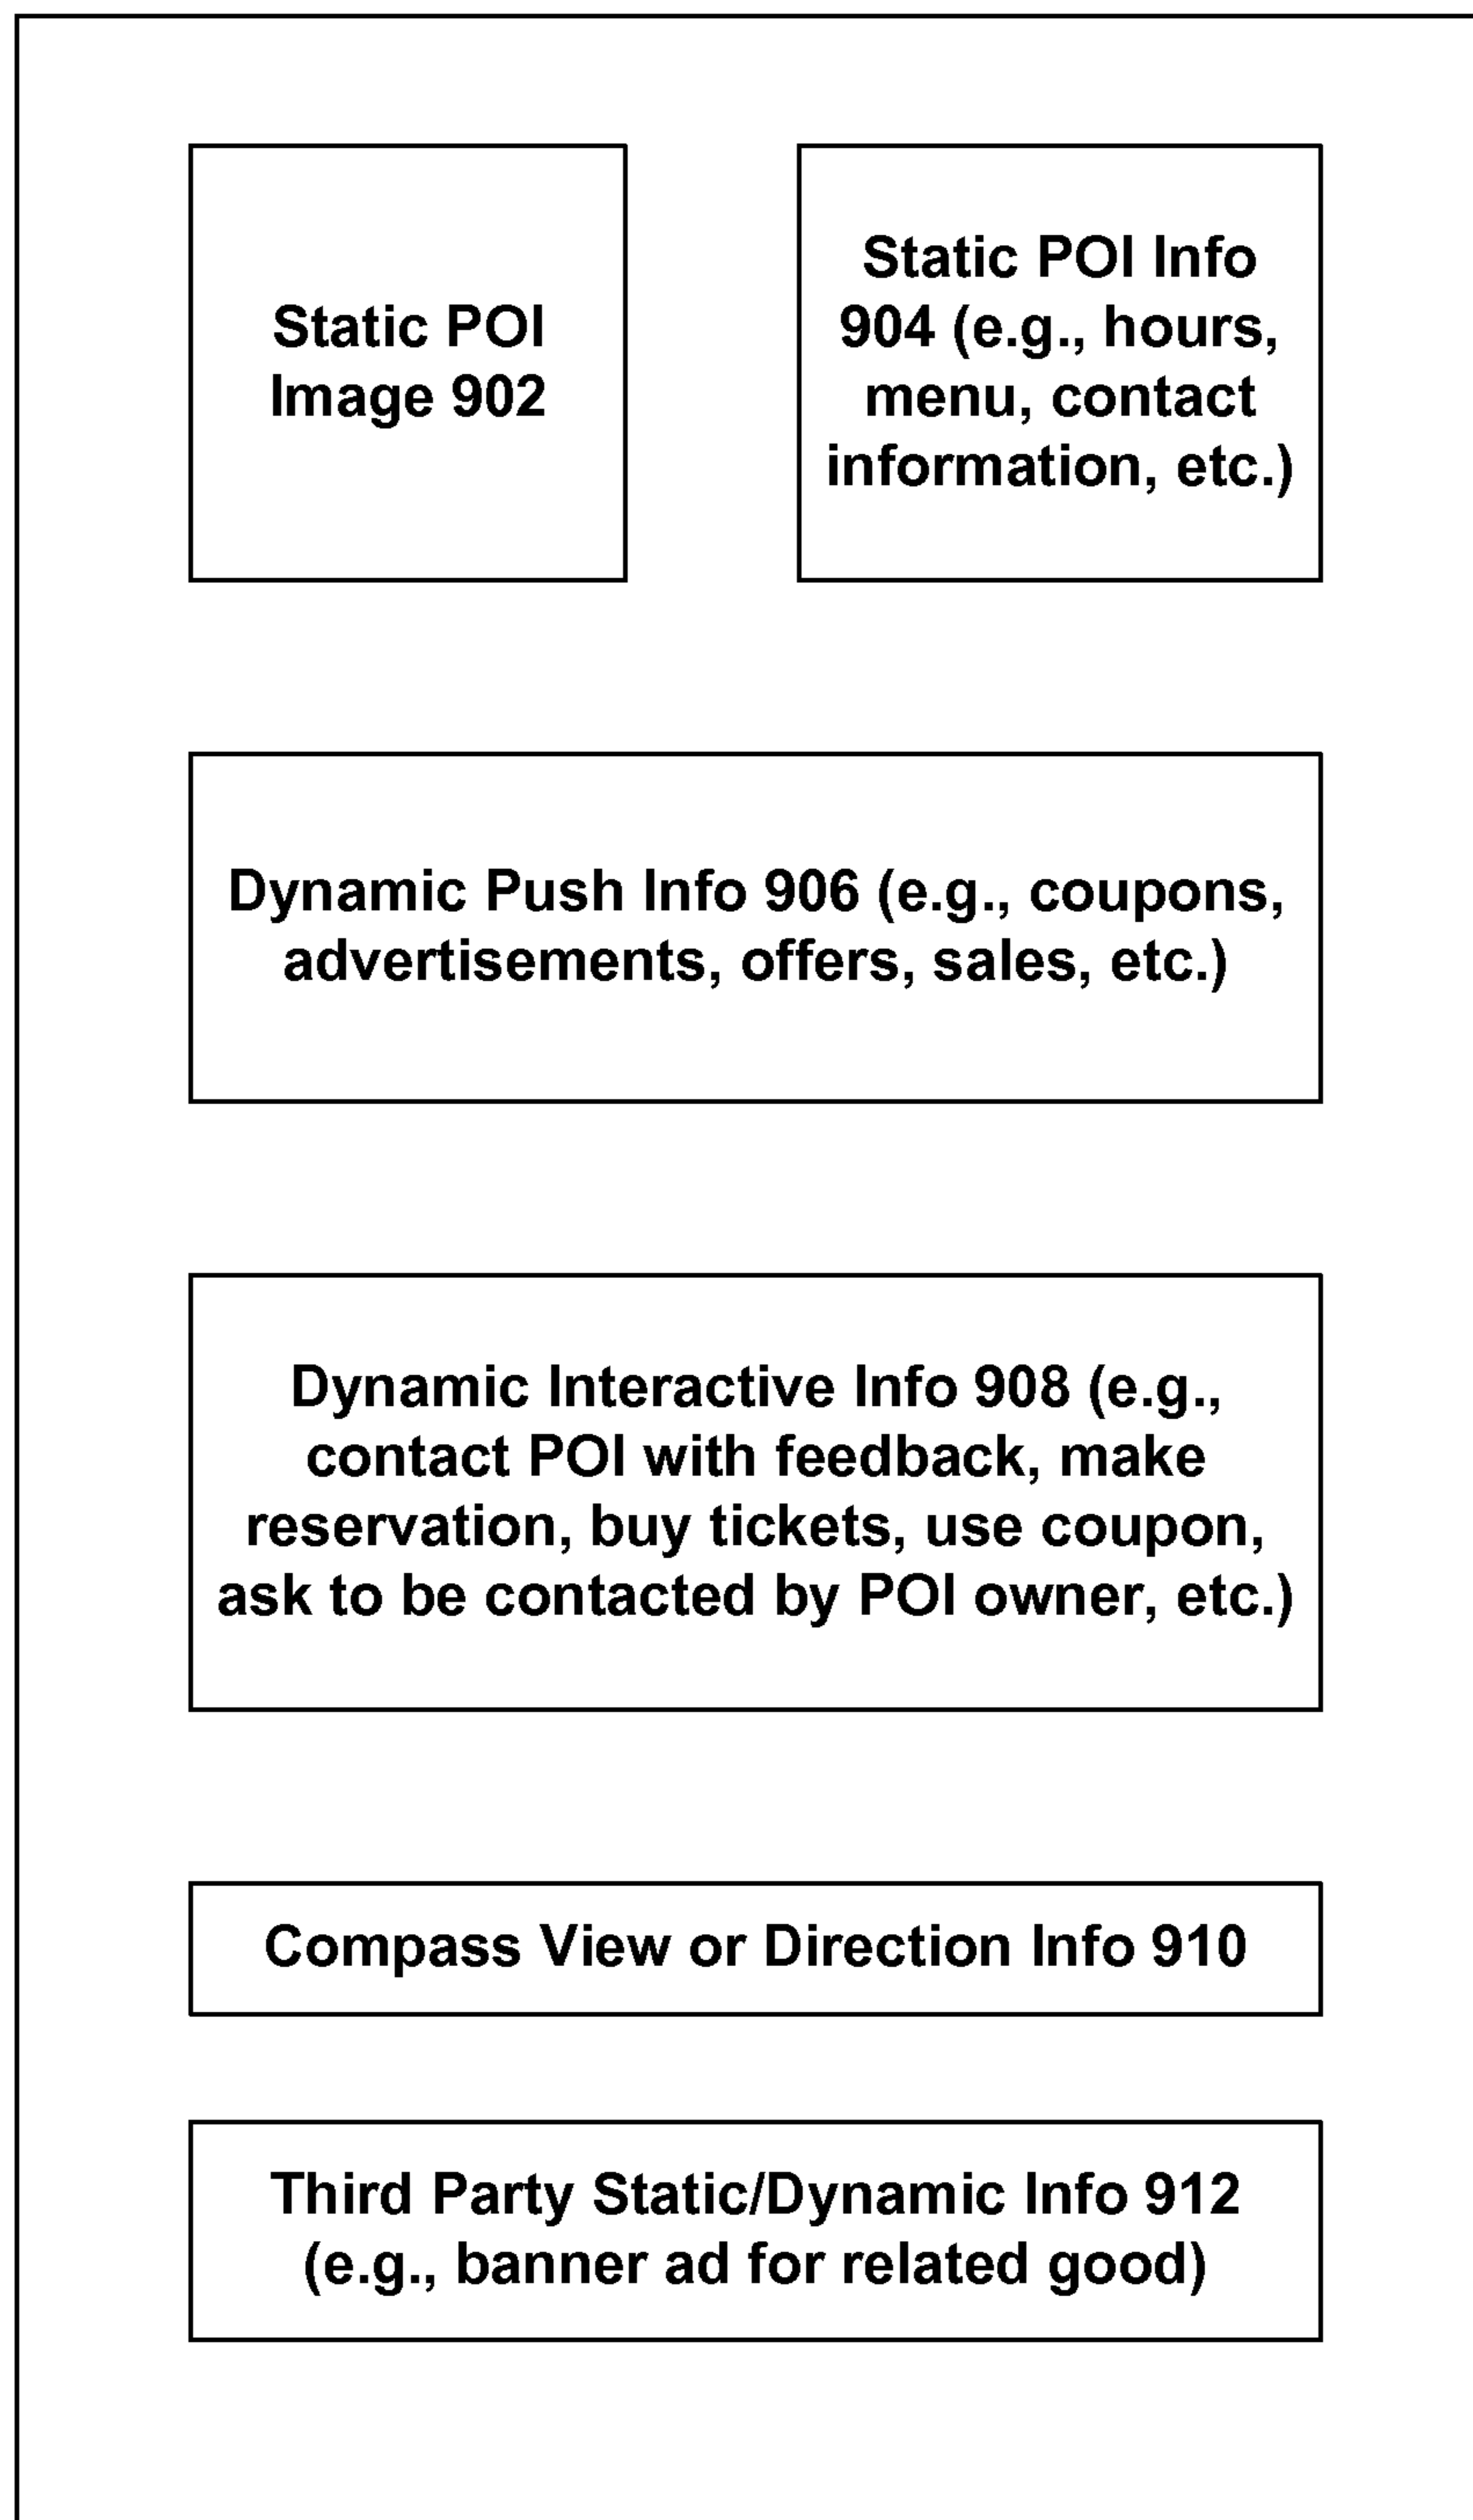 Static POI
Image 902
Static POI Info
904 (e.g., hours,
menu, contact
information, etc.)
Dynamic Push Info 906 (e.g., coupons,
advertisements, offers, sales, etc.)
Dynamic Interactive Info 908 (e.g.,
contact POI with feedback, make
reservation, buy tickets, use coupon,
ask to be contacted by POI owner, etc.)
Compass View or Direction Info 910
Third Party Static/Dynamic Info 912
(e.g., banner ad for related good)